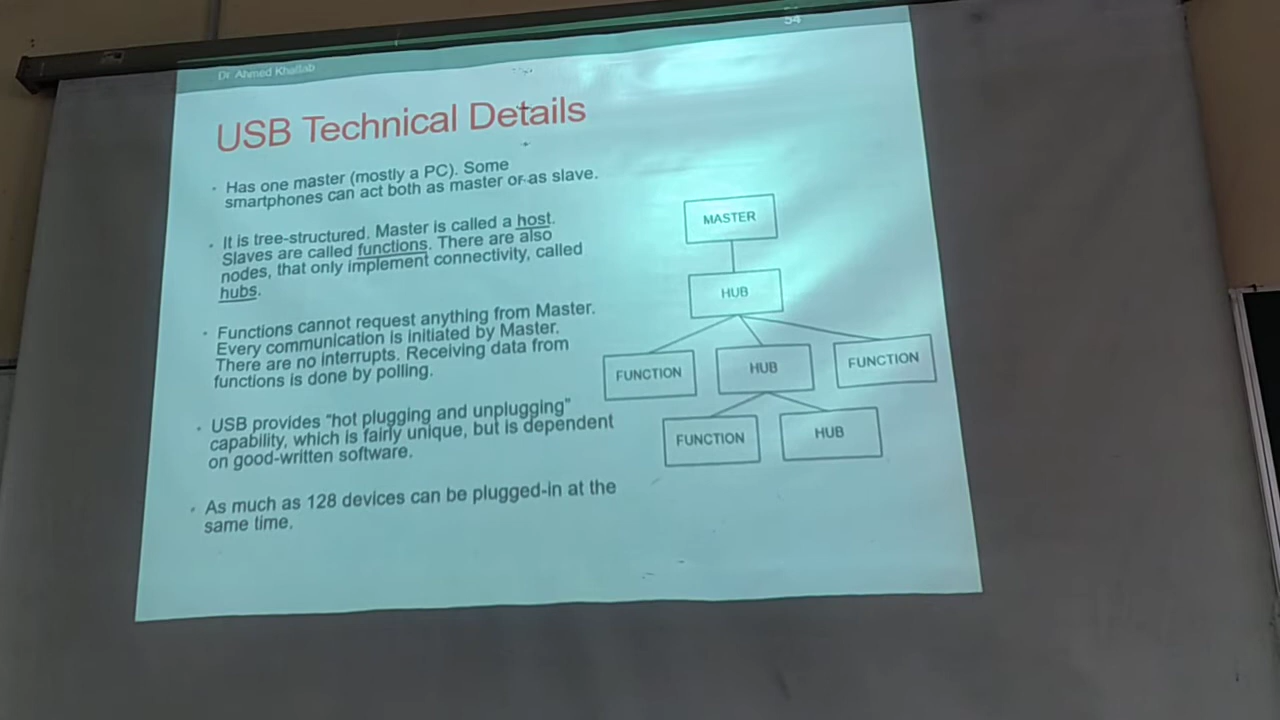 54
Dr Ahmed Khattab
USB Technical Details
• Has one master (mostly a PC). Some
smartphones can act both as master or as slave.
• It is tree-structured. Master is called a host.
Slaves are called functions. There are also
nodes, that only implement connectivity, called
hubs.
• Functions cannot request anything from Master.
Every communication is initiated by Master.
There are no interrupts. Receiving data from
functions is done by polling.
• USB provides “hot plugging and unplugging”
capability, which is fairly unique, but is dependent
on good-written software.
• As much as 128 devices can be plugged-in at the
same time.
MASTER
HUB
FUNCTION
HUB
FUNCTION
FUNCTION
HUB